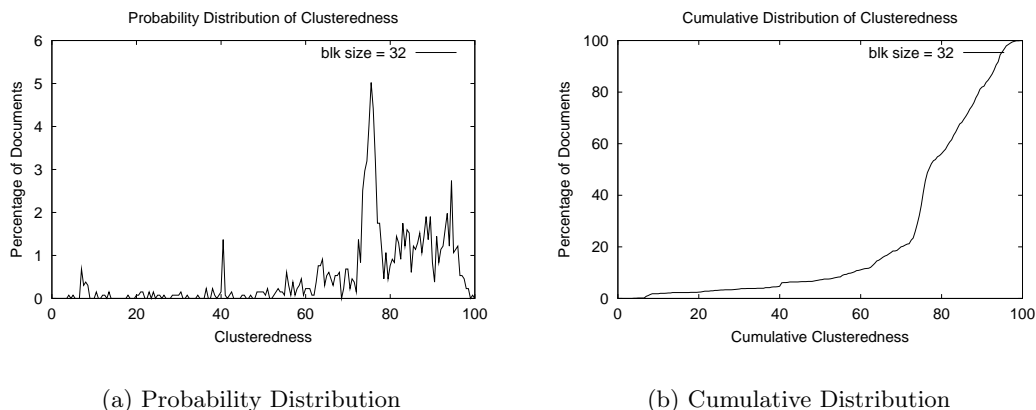 Probability Distribution of Clusteredness
6
5
4
3
2
1
0
Percentage of Documents
blk size = 32
0 20 40 60 80 100
Clusteredness
(a) Probability Distribution
Cumulative Distribution of Clusteredness
100
80
60
40
20
0
Percentage of Documents
blk size = 32
0 20 40 60 80 100
Cumulative Clusteredness
(b) Cumulative Distribution